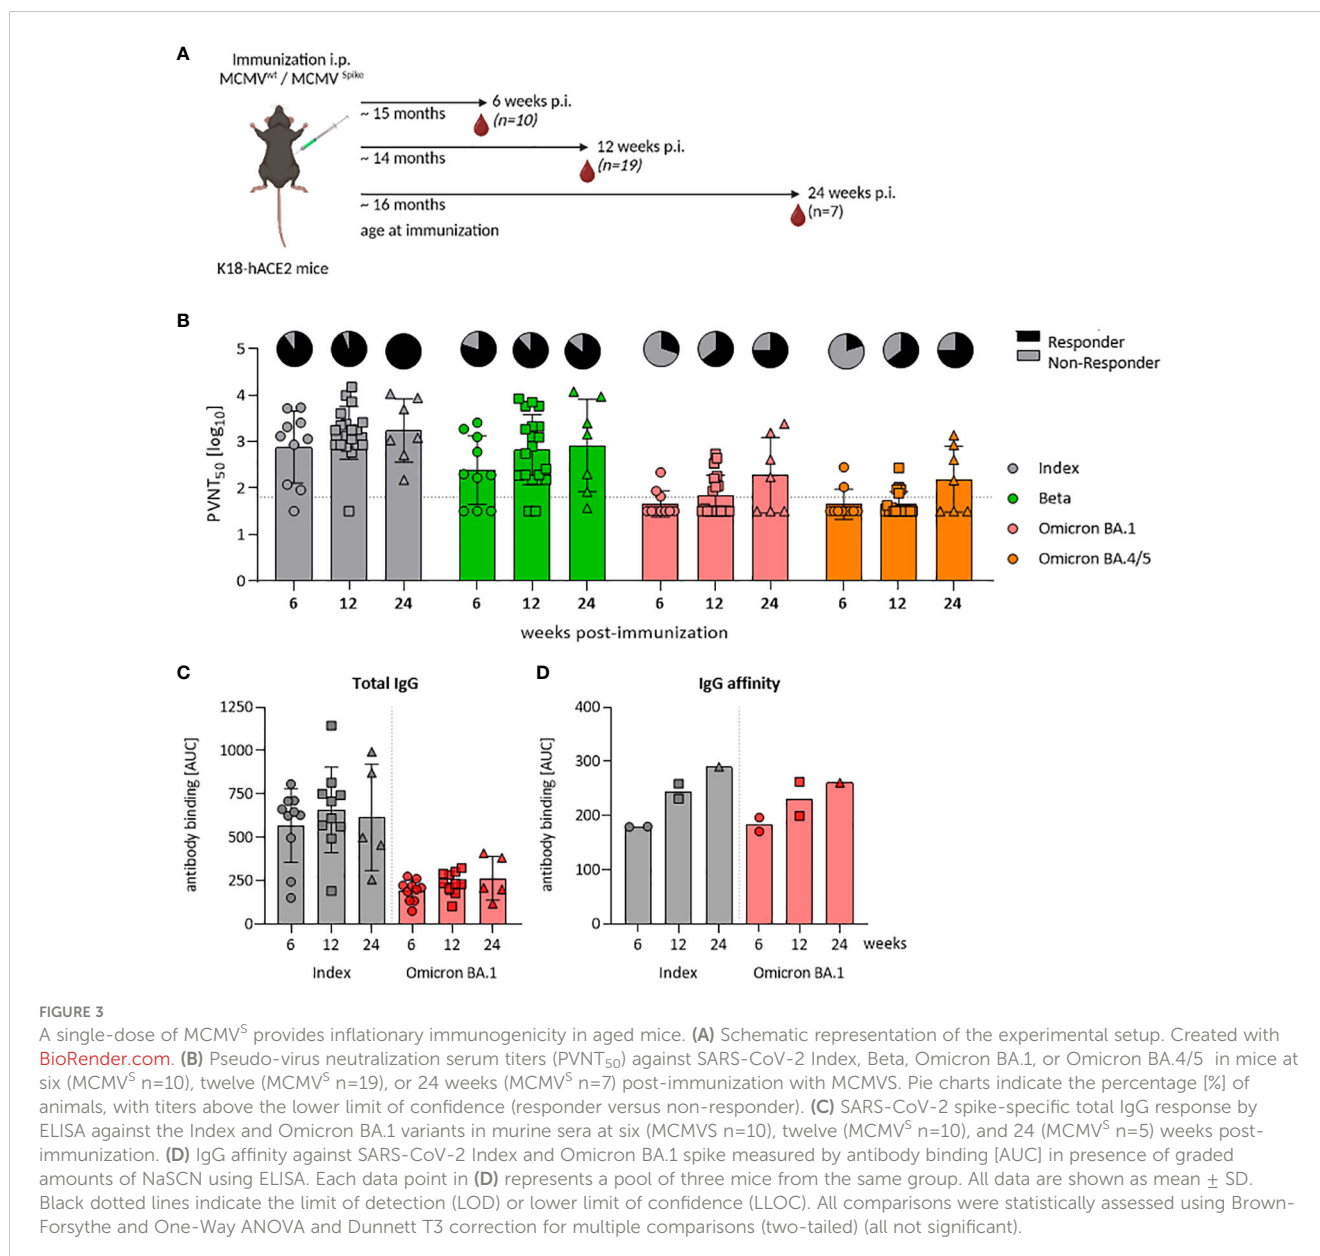 A
Immunization i.p.
MCMVwt / MCMV Spike
~ 15 months
6 weeks p.i.
(n=10)
~ 14 months
12 weeks p.i.
(n=19)
~ 16 months
24 weeks p.i.
(n=7)
age at immunization
K18-hACE2 mice
B
Responder
Non-Responder
PVNT50 [log10]
5
4
3
2
1
0
6 12 24 6 12 24 6 12 24 6 12 24
weeks post-immunization
Index
Beta
Omicron BA.1
Omicron BA.4/5
C
Total IgG
antibody binding [AUC]
1250
1000
750
500
250
0
6 12 24 6 12 24
Index Omicron BA.1
D
IgG affinity
antibody binding [AUC]
400
300
200
100
0
6 12 24 6 12 24 weeks
Index Omicron BA.1
FIGURE 3
A single-dose of MCMVS provides inflationary immunogenicity in aged mice. (A) Schematic representation of the experimental setup. Created with
BioRender.com. (B) Pseudo-virus neutralization serum titers (PVNT50) against SARS-CoV-2 Index, Beta, Omicron BA.1, or Omicron BA.4/5 in mice at
six (MCMVS n=10), twelve (MCMVS n=19), or 24 weeks (MCMVS n=7) post-immunization with MCMVS. Pie charts indicate the percentage [%] of
animals, with titers above the lower limit of confidence (responder versus non-responder). (C) SARS-CoV-2 spike-specific total IgG response by
ELISA against the Index and Omicron BA.1 variants in murine sera at six (MCMVS n=10), twelve (MCMVS n=10), and 24 (MCMVS n=5) weeks post-
immunization. (D) IgG affinity against SARS-CoV-2 Index and Omicron BA.1 spike measured by antibody binding [AUC] in presence of graded
amounts of NaSCN using ELISA. Each data point in (D) represents a pool of three mice from the same group. All data are shown as mean ± SD.
Black dotted lines indicate the limit of detection (LOD) or lower limit of confidence (LLOC). All comparisons were statistically assessed using Brown-
Forsythe and One-Way ANOVA and Dunnett T3 correction for multiple comparisons (two-tailed) (all not significant).